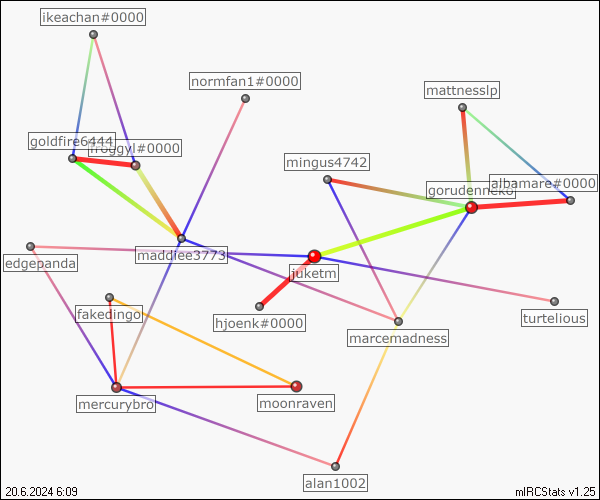 ikeachan#0000
normfan1#0000
mattnesslp
goldfire6444
froggyl#0000
mingus4742
gorudenneko
albamare#0000
maddiee3773
edgepanda
juketm
fakedingo
hjoenk#0000
turtelious
marcemadness
mercurybro
moonraven
alan1002
20.6.2024 6:09
mIRCStats v1.25